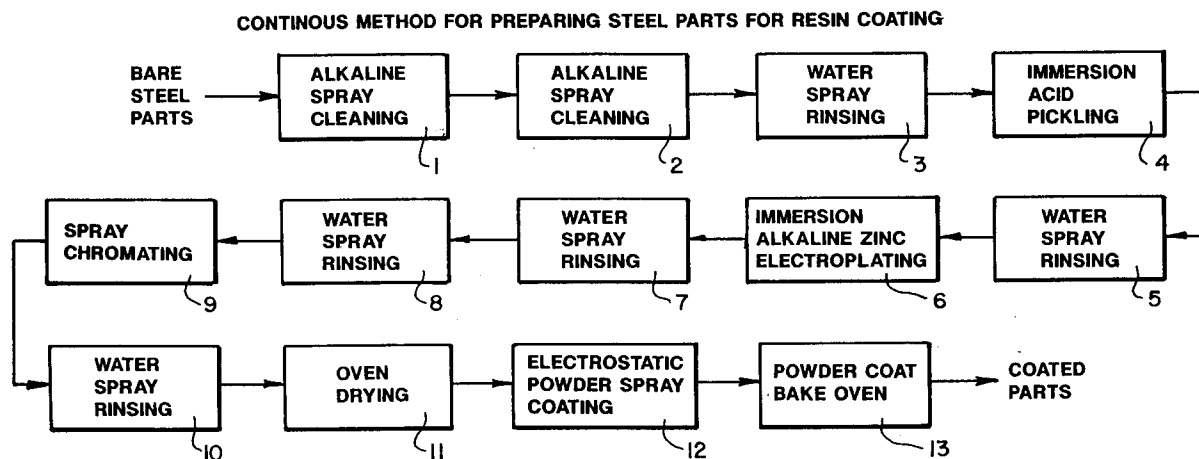 CONTINOUS METHOD FOR PREPARING STEEL PARTS FOR RESIN COATING
BARE
STEEL
PARTS
ALKALINE
SPRAY
CLEANING
1
ALKALINE
SPRAY
CLEANING
2
WATER
SPRAY
RINSING
3
IMMERSION
ACID
PICKLING
4
WATER
SPRAY
RINSING
5
IMMERSION
ALKALINE ZINC
ELECTROPLATING
6
WATER
SPRAY
RINSING
7
WATER
SPRAY
RINSING
8
SPRAY
CHROMATING
9
WATER
SPRAY
RINSING
10
OVEN
DRYING
11
ELECTROSTATIC
POWDER SPRAY
COATING
12
POWDER COAT
BAKE OVEN
13
COATED
PARTS